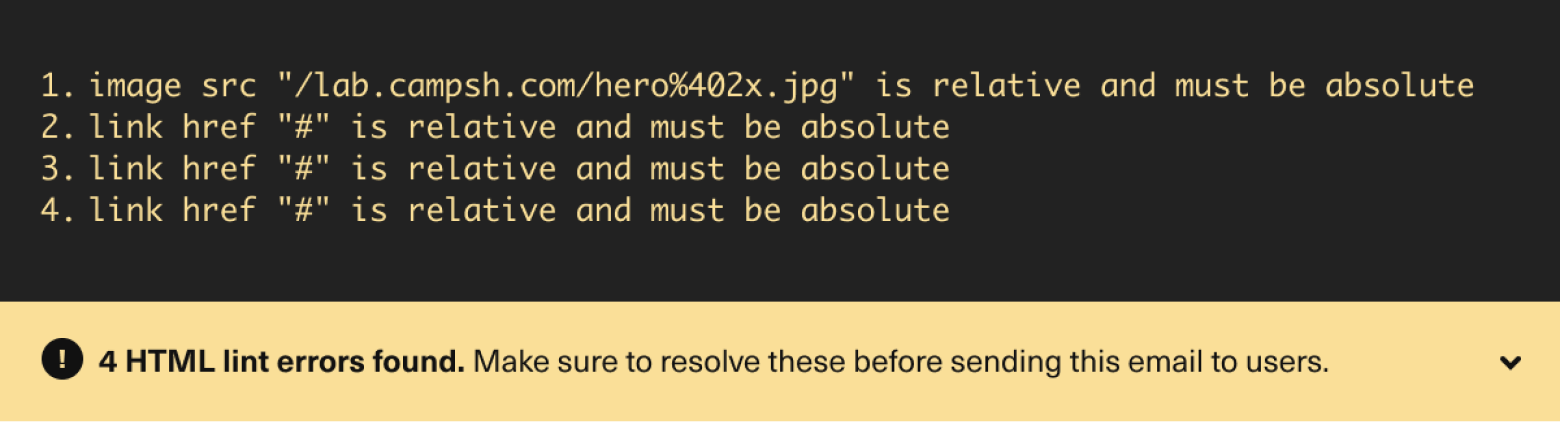 1. image src "/lab.campsh.com/hero%402x.jpg" is relative and must be absolute
2. link href "#" is relative and must be absolute
3. link href "#" is relative and must be absolute
4. link href "#" is relative and must be absolute
! 4 HTML lint errors found. Make sure to resolve these before sending this email to users.